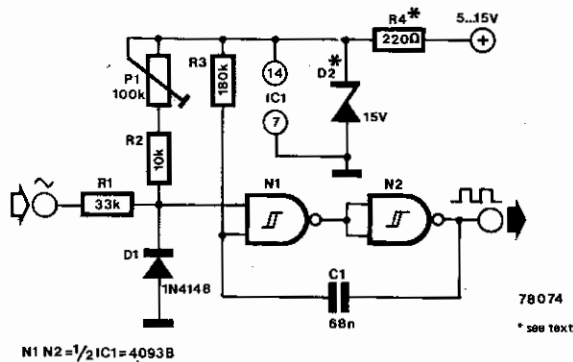 R4*
220Ω
5...15V
+
P1
100k
R3
180k
14
IC1
7
D2*
15V
R2
10k
~
R1
33k
N1
N2
D1
1N4148
C1
68n
78074
* see text
N1 N2 = 1/2 IC1 = 4093B